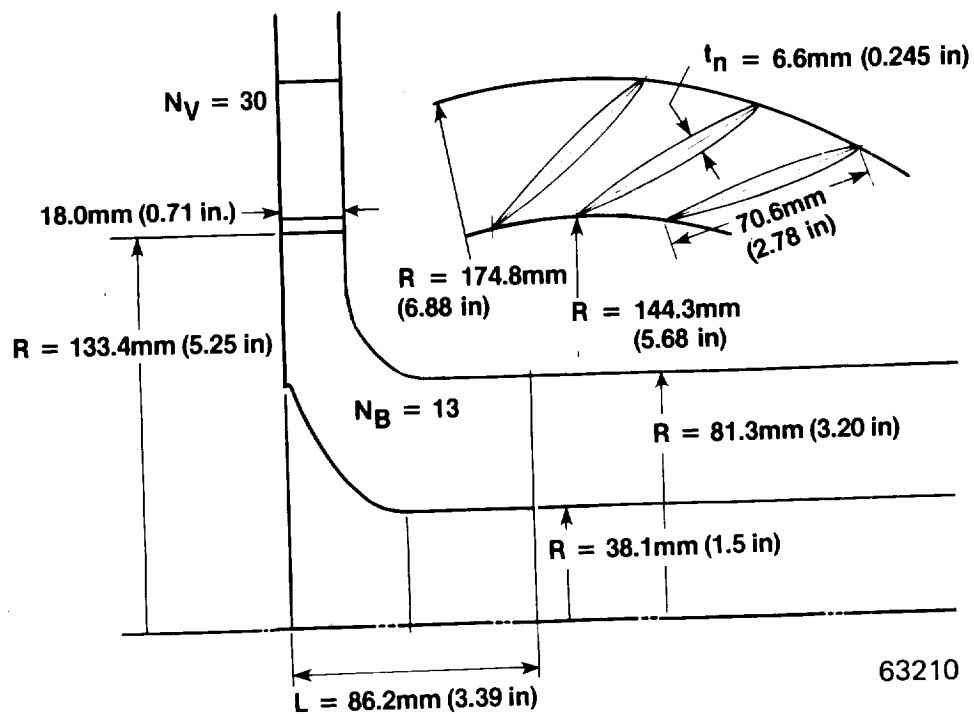 t_n = 6.6mm (0.245 in)
N_V = 30
18.0mm (0.71 in.)
70.6mm
(2.78 in)
R = 174.8mm
(6.88 in)
R = 144.3mm
(5.68 in)
R = 133.4mm (5.25 in)
N_B = 13
R = 81.3mm (3.20 in)
R = 38.1mm (1.5 in)
L = 86.2mm (3.39 in)
63210